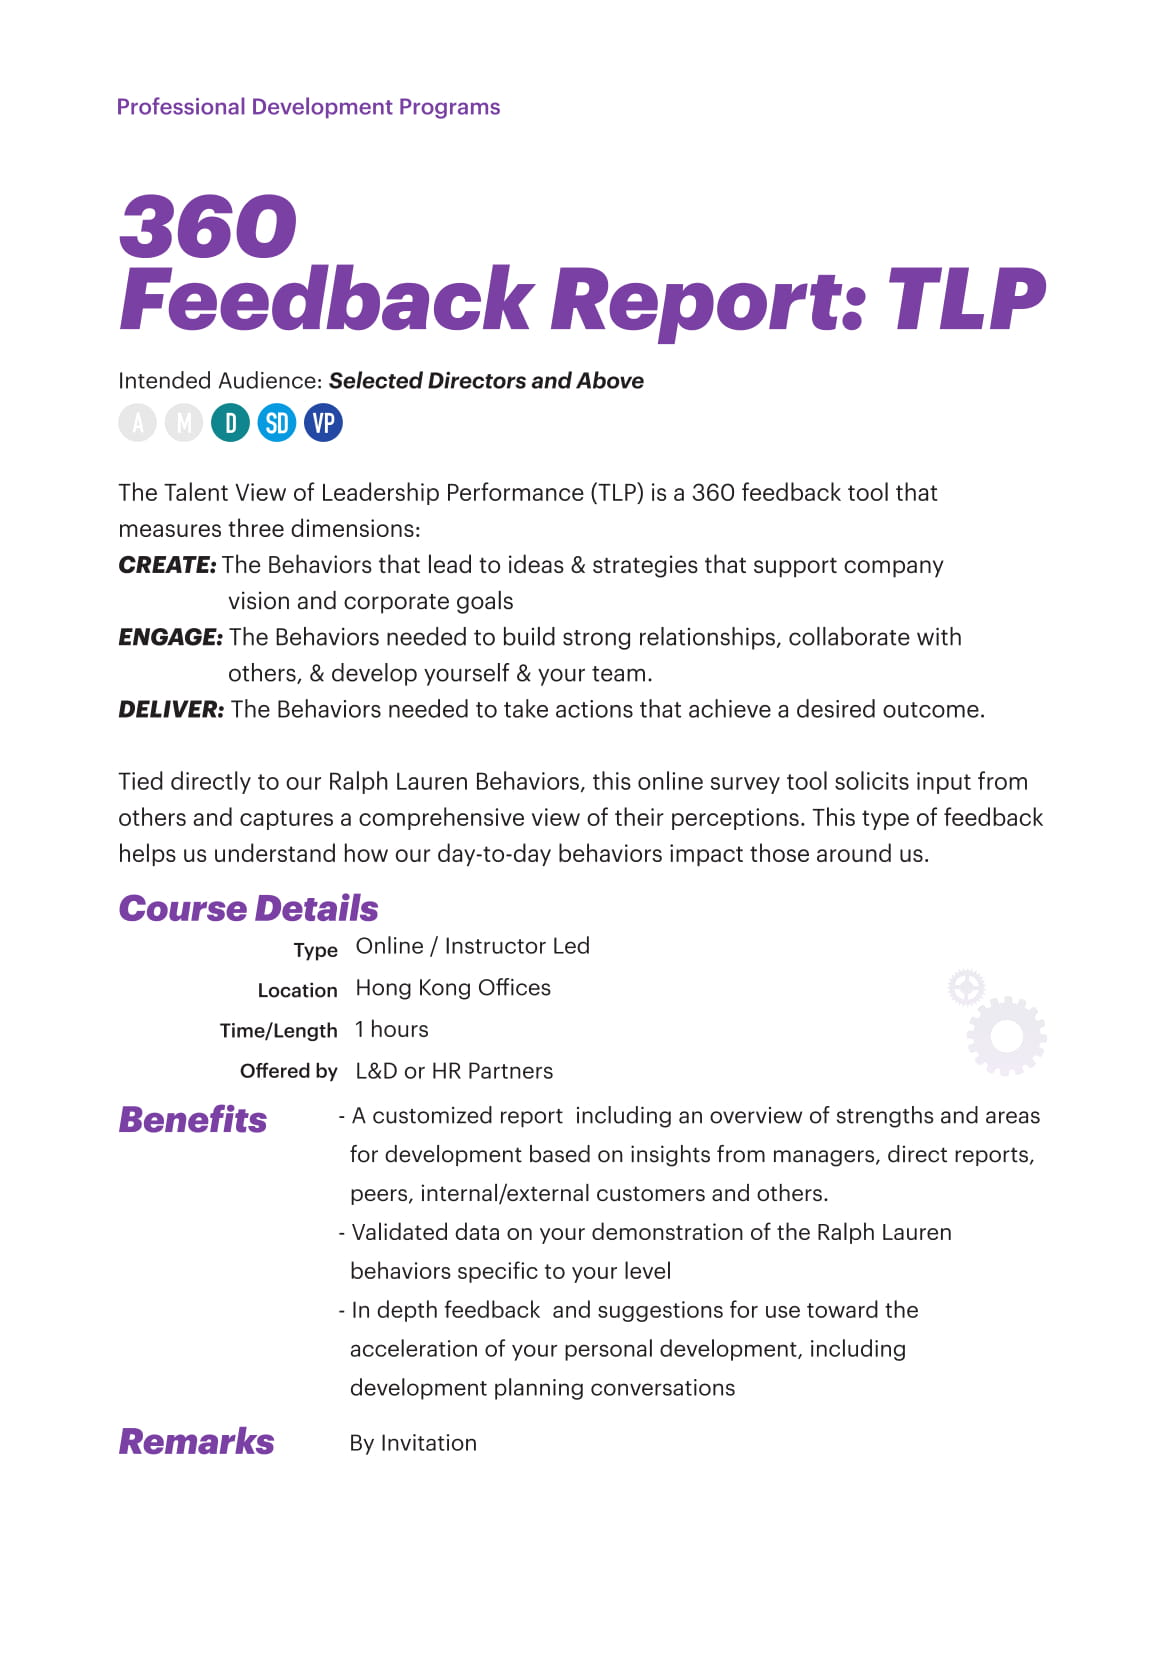 Professional Development Programs
360
Feedback Report: TLP
Intended Audience: Selected Directors and Above
A M D SD VP
The Talent View of Leadership Performance (TLP) is a 360 feedback tool that
measures three dimensions:
CREATE: The Behaviors that lead to ideas & strategies that support company
vision and corporate goals
ENGAGE: The Behaviors needed to build strong relationships, collaborate with
others, & develop yourself & your team.
DELIVER: The Behaviors needed to take actions that achieve a desired outcome.
Tied directly to our Ralph Lauren Behaviors, this online survey tool solicits input from
others and captures a comprehensive view of their perceptions. This type of feedback
helps us understand how our day-to-day behaviors impact those around us.
Course Details
Type Online / Instructor Led
Location Hong Kong Offices
Time/Length 1 hours
Offered by L&D or HR Partners
Benefits - A customized report including an overview of strengths and areas
for development based on insights from managers, direct reports,
peers, internal/external customers and others.
- Validated data on your demonstration of the Ralph Lauren
behaviors specific to your level
- In depth feedback and suggestions for use toward the
acceleration of your personal development, including
development planning conversations
Remarks By Invitation